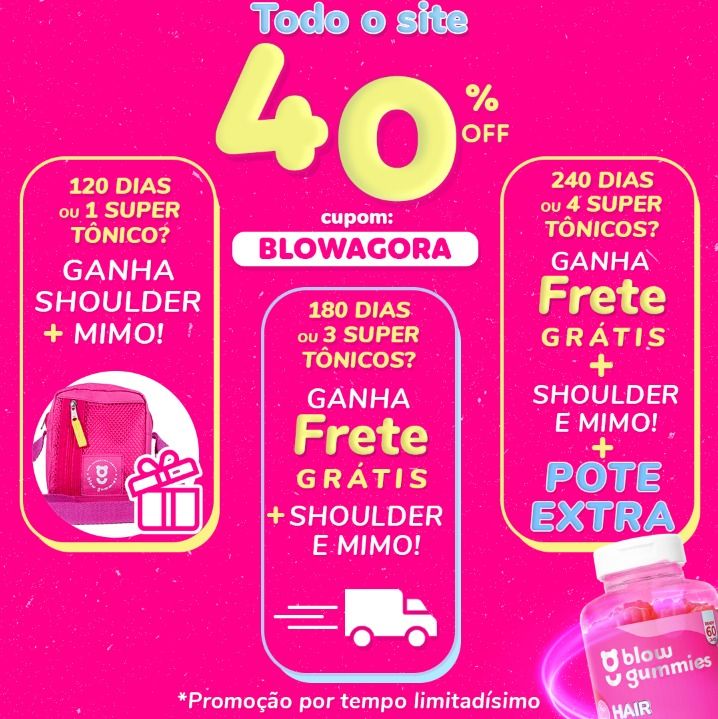 Todo o site
40
%
OFF
cupom:
BLOWAGORA
120 DIAS
OU 1 SUPER
TÔNICO?
GANHA
SHOULDER
+ MIMO!
180 DIAS
OU 3 SUPER
TÔNICOS?
GANHA
Frete
GRÁTIS
+ SHOULDER
E MIMO!
240 DIAS
OU 4 SUPER
TÔNICOS?
GANHA
Frete
GRÁTIS
+
SHOULDER
E MIMO!
+
POTE
EXTRA
60
blow
gummies
HAIR
*Promoção por tempo limitadísimo